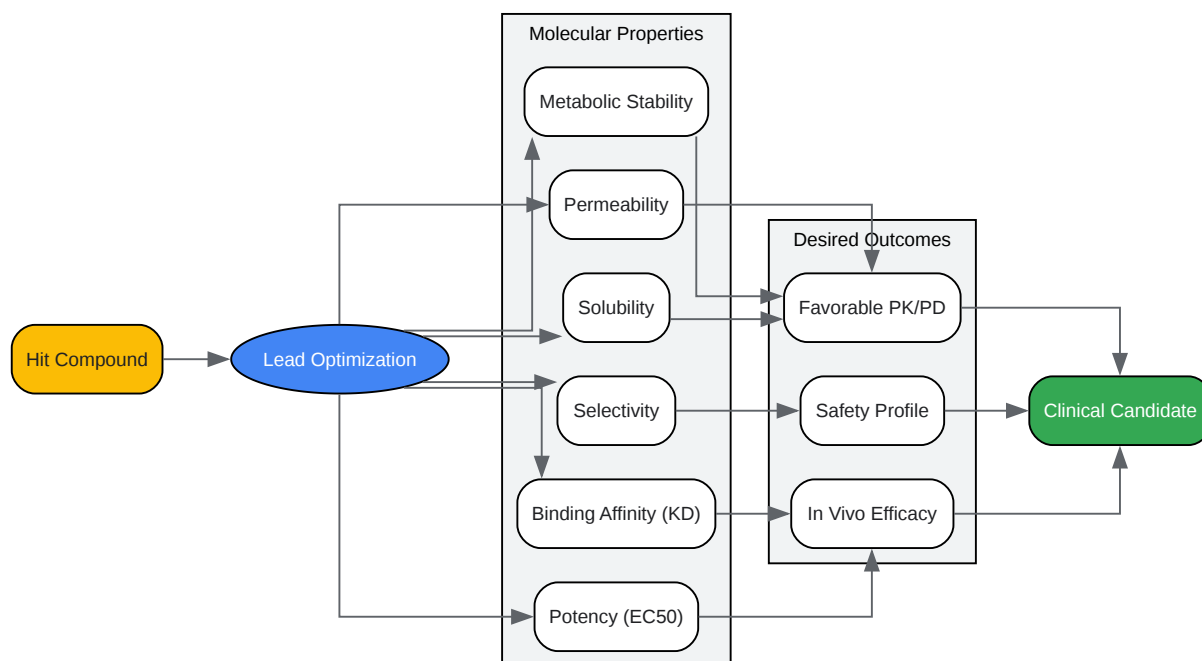 Molecular Properties
Metabolic Stability
Permeability
Desired Outcomes
Solubility
Favorable PK/PD
Hit Compound
Lead Optimization
Selectivity
Safety Profile
Clinical Candidate
Binding Affinity (KD)
In Vivo Efficacy
Potency (EC50)